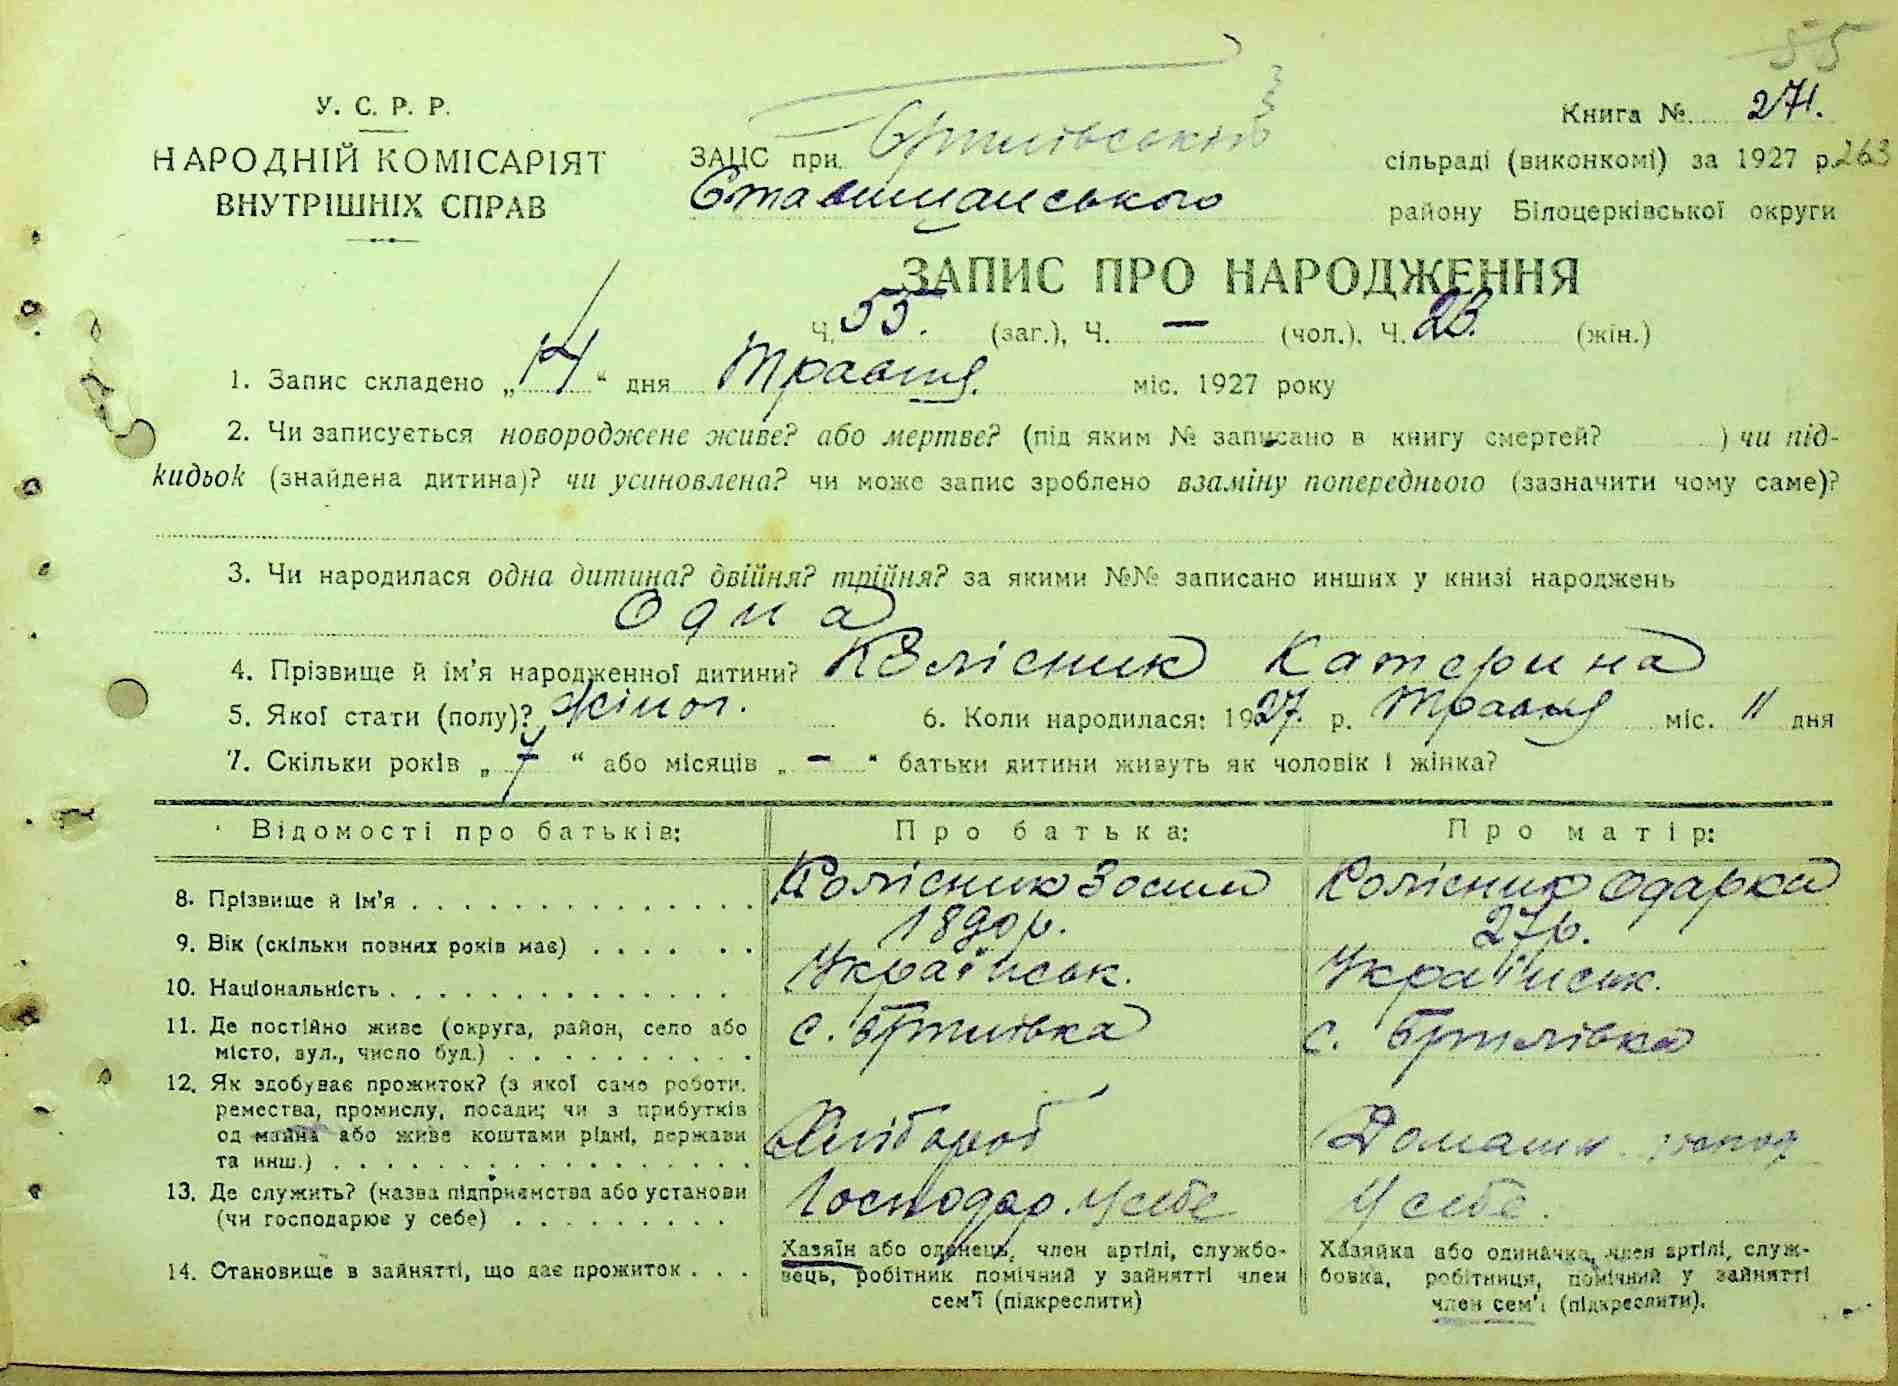 55
У. С. Р. Р.
Книга № 271.
НАРОДНІЙ КОМІСАРІЯТ
ВНУТРІШНІХ СПРАВ
ЗАЦС при
сільраді (виконкомі) за 1927 р. 263
Ставищанського району Білоцерківської округи
ЗАПИС ПРО НАРОДЖЕННЯ
Ч. 55. (заг.), Ч. — (чол.), Ч. 28. (жін.)
1. Запис складено „ 14 “ дня Травня. міс. 1927 року
2. Чи записується новороджене живе? або мертве? (під яким № записано в книгу смертей? ) чи під-
кидьок (знайдена дитина)? чи усиновлена? чи може запис зроблено взаміну попереднього (зазначити чому саме)?
3. Чи народилася одна дитина? двійня? трійня? за якими №№ записано инших у книзі народжень
Одна
4. Прізвище й ім'я народженної дитини? Колісник Катерина
5. Якої стати (полу)? жіноч. 6. Коли народилася: 1927. р. Травня міс. 11 дня
7. Скільки років „ 7 “ або місяців „ — “ батьки дитини живуть як чоловік і жінка?
Відомості про батьків: Про батька: Про матір:
8. Прізвище й ім'я Колісник Зосим Колісник Одарка
9. Вік (скільки повних років має) 1890 р. 27 р.
10. Національність Українськ. Українськ.
11. Де постійно живе (округа, район, село або
місто, вул., число буд.) с. Брилівка с. Брилівка
12. Як здобуває прожиток? (з якої саме роботи,
ремества, промислу, посади; чи з прибутків
од майна або живе коштами рідні, держави
та инш.) Хлібороб Домашн. господ
13. Де служить? (назва підприємства або установи
(чи господарює у себе) Господар. у себе У себе.
14. Становище в зайнятті, що дає прожиток
Хазяїн або одинець, член артілі, службо-
вець, робітник помічний у зайнятті член
сем'ї (підкреслити)
Хазяйка або одиначка, член артілі, служ-
бовка, робітниця, помічний у зайнятті
член сем'ї (підкреслити).